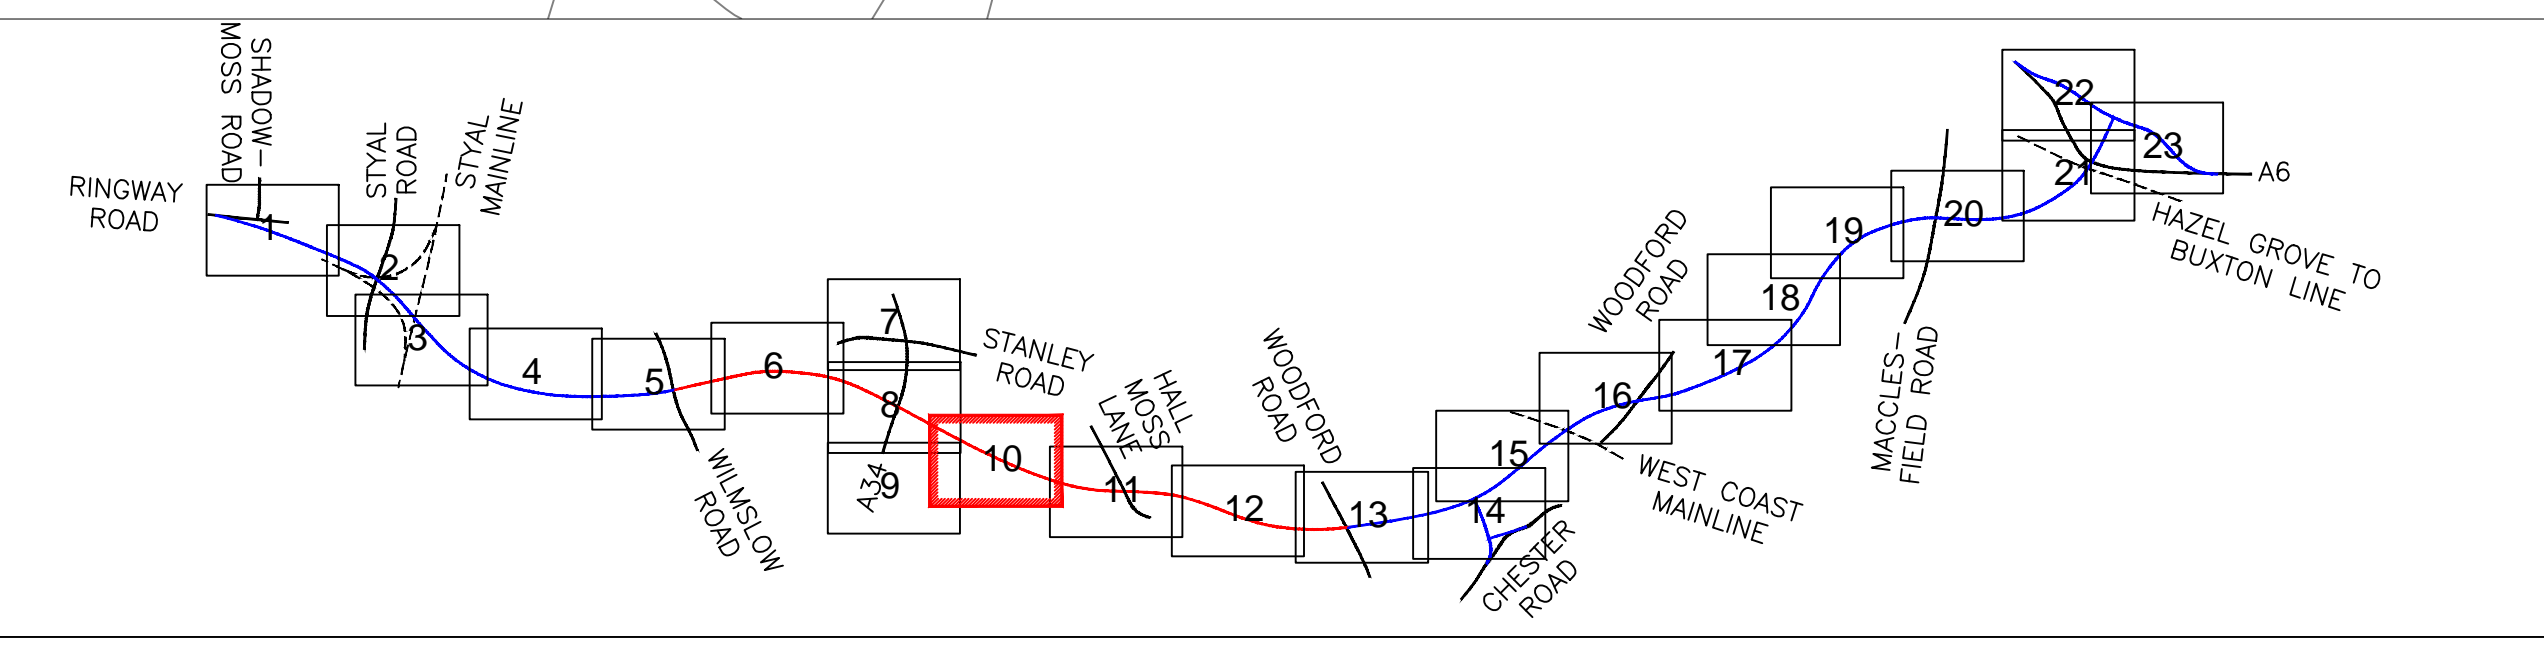 SHADOW-
MOSS ROAD
RINGWAY
ROAD
1
STYAL
ROAD
STYAL
MAINLINE
2
3
4
5
WILMSLOW
ROAD
6
7
STANLEY
ROAD
8
A34
9
10
HALL
MOSS
LANE
11
12
WOODFORD
ROAD
13
14
CHESTER
ROAD
15
WEST COAST
MAINLINE
16
WOODFORD
ROAD
17
18
19
MACCLES-
FIELD ROAD
20
21
22
23
A6
HAZEL GROVE TO
BUXTON LINE